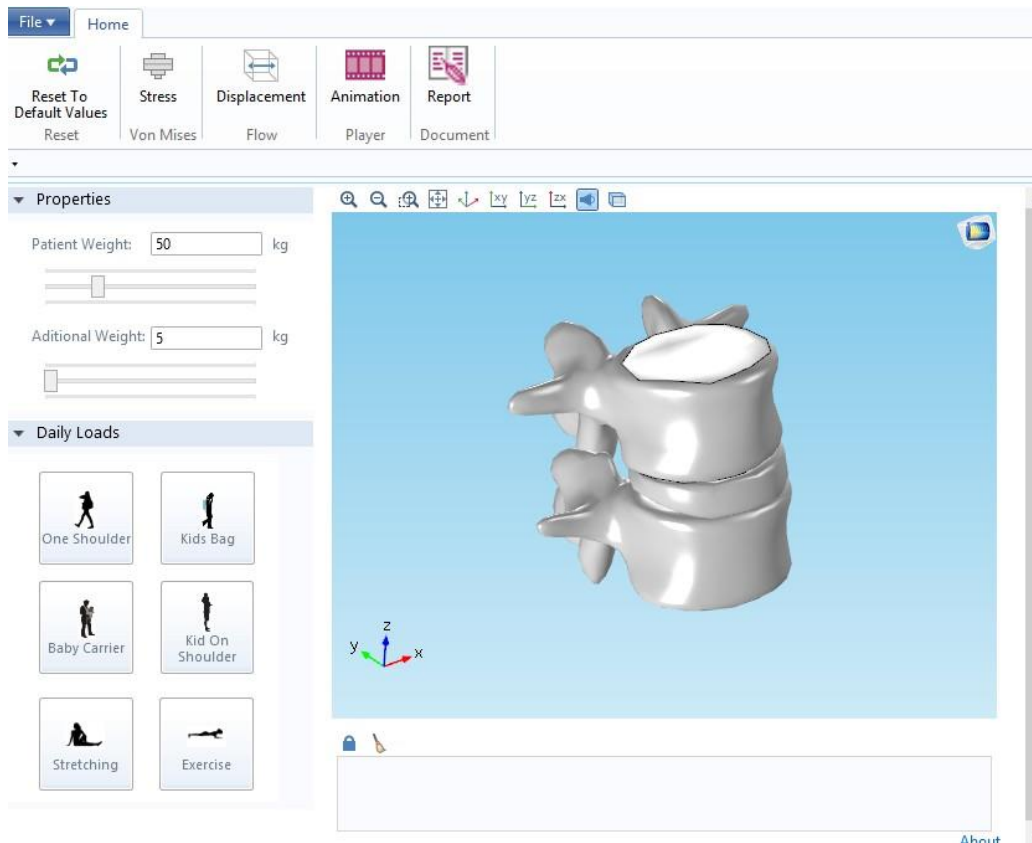 File
Home
Reset To
Default Values
Stress
Displacement
Animation
Report
Reset
Von Mises
Flow
Player
Document
Properties
Patient Weight: 50 kg
Aditional Weight: 5 kg
Daily Loads
One Shoulder
Kids Bag
Baby Carrier
Kid On
Shoulder
Stretching
Exercise
xy
yz
zx
z
y
x
About